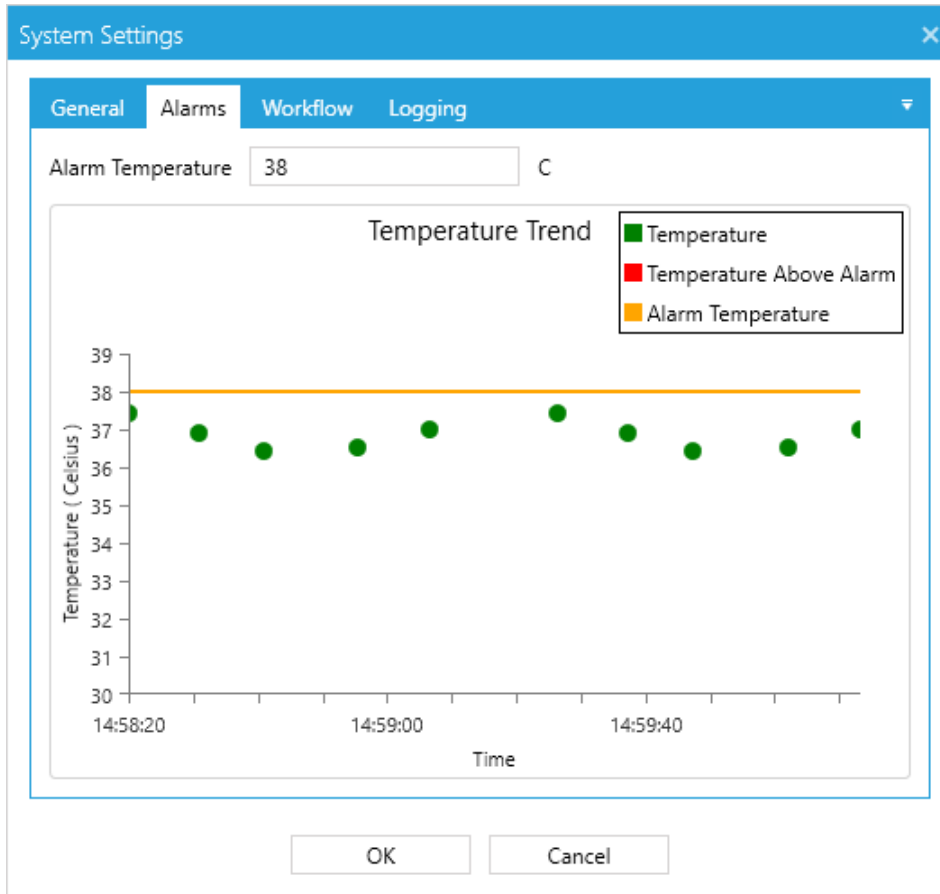 System Settings
General Alarms Workflow Logging
Alarm Temperature 38 C
Temperature Trend
Temperature
Temperature Above Alarm
Alarm Temperature
39
38
37
36
35
34
33
32
31
30
Temperature ( Celsius )
14:58:20 14:59:00 14:59:40
Time
OK Cancel